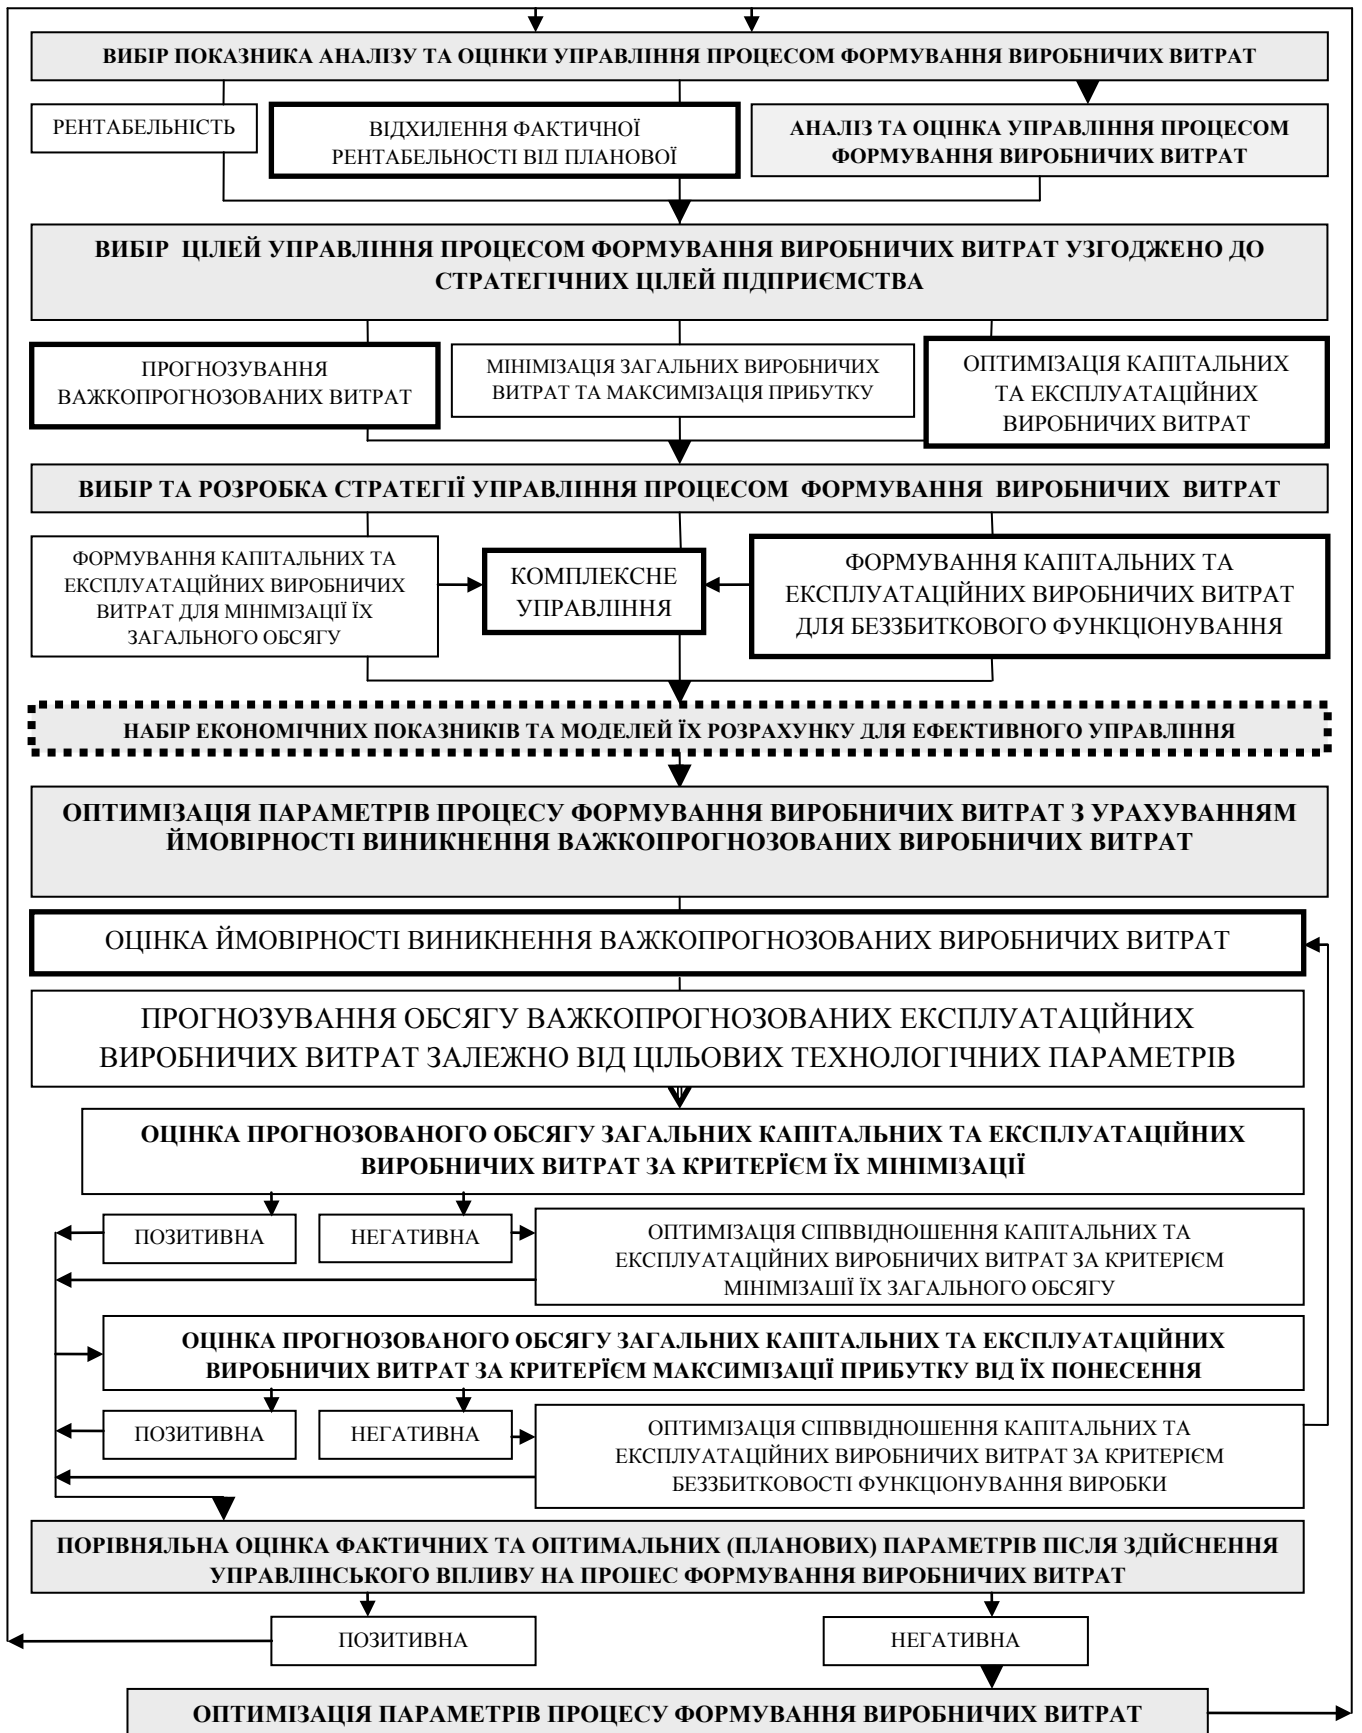 ВИБІР ПОКАЗНИКА АНАЛІЗУ ТА ОЦІНКИ УПРАВЛІННЯ ПРОЦЕСОМ ФОРМУВАННЯ ВИРОБНИЧИХ ВИТРАТ
РЕНТАБЕЛЬНІСТЬ
ВІДХИЛЕННЯ ФАКТИЧНОЇ
РЕНТАБЕЛЬНОСТІ ВІД ПЛАНОВОЇ
АНАЛІЗ ТА ОЦІНКА УПРАВЛІННЯ ПРОЦЕСОМ
ФОРМУВАННЯ ВИРОБНИЧИХ ВИТРАТ
ВИБІР ЦІЛЕЙ УПРАВЛІННЯ ПРОЦЕСОМ ФОРМУВАННЯ ВИРОБНИЧИХ ВИТРАТ УЗГОДЖЕНО ДО
СТРАТЕГІЧНИХ ЦІЛЕЙ ПІДПРИЄМСТВА
ПРОГНОЗУВАННЯ
ВАЖКОПРОГНОЗОВАНИХ ВИТРАТ
МІНІМІЗАЦІЯ ЗАГАЛЬНИХ ВИРОБНИЧИХ
ВИТРАТ ТА МАКСИМІЗАЦІЯ ПРИБУТКУ
ОПТИМІЗАЦІЯ КАПІТАЛЬНИХ
ТА ЕКСПЛУАТАЦІЙНИХ
ВИРОБНИЧИХ ВИТРАТ
ВИБІР ТА РОЗРОБКА СТРАТЕГІЇ УПРАВЛІННЯ ПРОЦЕСОМ ФОРМУВАННЯ ВИРОБНИЧИХ ВИТРАТ
ФОРМУВАННЯ КАПІТАЛЬНИХ ТА
ЕКСПЛУАТАЦІЙНИХ ВИРОБНИЧИХ
ВИТРАТ ДЛЯ МІНІМІЗАЦІЇ ЇХ
ЗАГАЛЬНОГО ОБСЯГУ
КОМПЛЕКСНЕ
УПРАВЛІННЯ
ФОРМУВАННЯ КАПІТАЛЬНИХ ТА
ЕКСПЛУАТАЦІЙНИХ ВИРОБНИЧИХ ВИТРАТ
ДЛЯ БЕЗЗБИТКОВОГО ФУНКЦІОНУВАННЯ
НАБІР ЕКОНОМІЧНИХ ПОКАЗНИКІВ ТА МОДЕЛЕЙ ЇХ РОЗРАХУНКУ ДЛЯ ЕФЕКТИВНОГО УПРАВЛІННЯ
ОПТИМІЗАЦІЯ ПАРАМЕТРІВ ПРОЦЕСУ ФОРМУВАННЯ ВИРОБНИЧИХ ВИТРАТ З УРАХУВАННЯМ
ЙМОВІРНОСТІ ВИНИКНЕННЯ ВАЖКОПРОГНОЗОВАНИХ ВИРОБНИЧИХ ВИТРАТ
ОЦІНКА ЙМОВІРНОСТІ ВИНИКНЕННЯ ВАЖКОПРОГНОЗОВАНИХ ВИРОБНИЧИХ ВИТРАТ
ПРОГНОЗУВАННЯ ОБСЯГУ ВАЖКОПРОГНОЗОВАНИХ ЕКСПЛУАТАЦІЙНИХ
ВИРОБНИЧИХ ВИТРАТ ЗАЛЕЖНО ВІД ЦІЛЬОВИХ ТЕХНОЛОГІЧНИХ ПАРАМЕТРІВ
ОЦІНКА ПРОГНОЗОВАНОГО ОБСЯГУ ЗАГАЛЬНИХ КАПІТАЛЬНИХ ТА ЕКСПЛУАТАЦІЙНИХ
ВИРОБНИЧИХ ВИТРАТ ЗА КРИТЕРЇЄМ ЇХ МІНІМІЗАЦІЇ
ПОЗИТИВНА
НЕГАТИВНА
ОПТИМІЗАЦІЯ СІПВВІДНОШЕННЯ КАПІТАЛЬНИХ ТА
ЕКСПЛУАТАЦІЙНИХ ВИРОБНИЧИХ ВИТРАТ ЗА КРИТЕРІЄМ
МІНІМІЗАЦІЇ ЇХ ЗАГАЛЬНОГО ОБСЯГУ
ОЦІНКА ПРОГНОЗОВАНОГО ОБСЯГУ ЗАГАЛЬНИХ КАПІТАЛЬНИХ ТА ЕКСПЛУАТАЦІЙНИХ
ВИРОБНИЧИХ ВИТРАТ ЗА КРИТЕРЇЄМ МАКСИМІЗАЦІЇ ПРИБУТКУ ВІД ЇХ ПОНЕСЕННЯ
ПОЗИТИВНА
НЕГАТИВНА
ОПТИМІЗАЦІЯ СІПВВІДНОШЕННЯ КАПІТАЛЬНИХ ТА
ЕКСПЛУАТАЦІЙНИХ ВИРОБНИЧИХ ВИТРАТ ЗА КРИТЕРІЄМ
БЕЗЗБИТКОВОСТІ ФУНКЦІОНУВАННЯ ВИРОБКИ
ПОРІВНЯЛЬНА ОЦІНКА ФАКТИЧНИХ ТА ОПТИМАЛЬНИХ (ПЛАНОВИХ) ПАРАМЕТРІВ ПІСЛЯ ЗДІЙСНЕННЯ
УПРАВЛІНСЬКОГО ВПЛИВУ НА ПРОЦЕС ФОРМУВАННЯ ВИРОБНИЧИХ ВИТРАТ
ПОЗИТИВНА
НЕГАТИВНА
ОПТИМІЗАЦІЯ ПАРАМЕТРІВ ПРОЦЕСУ ФОРМУВАННЯ ВИРОБНИЧИХ ВИТРАТ